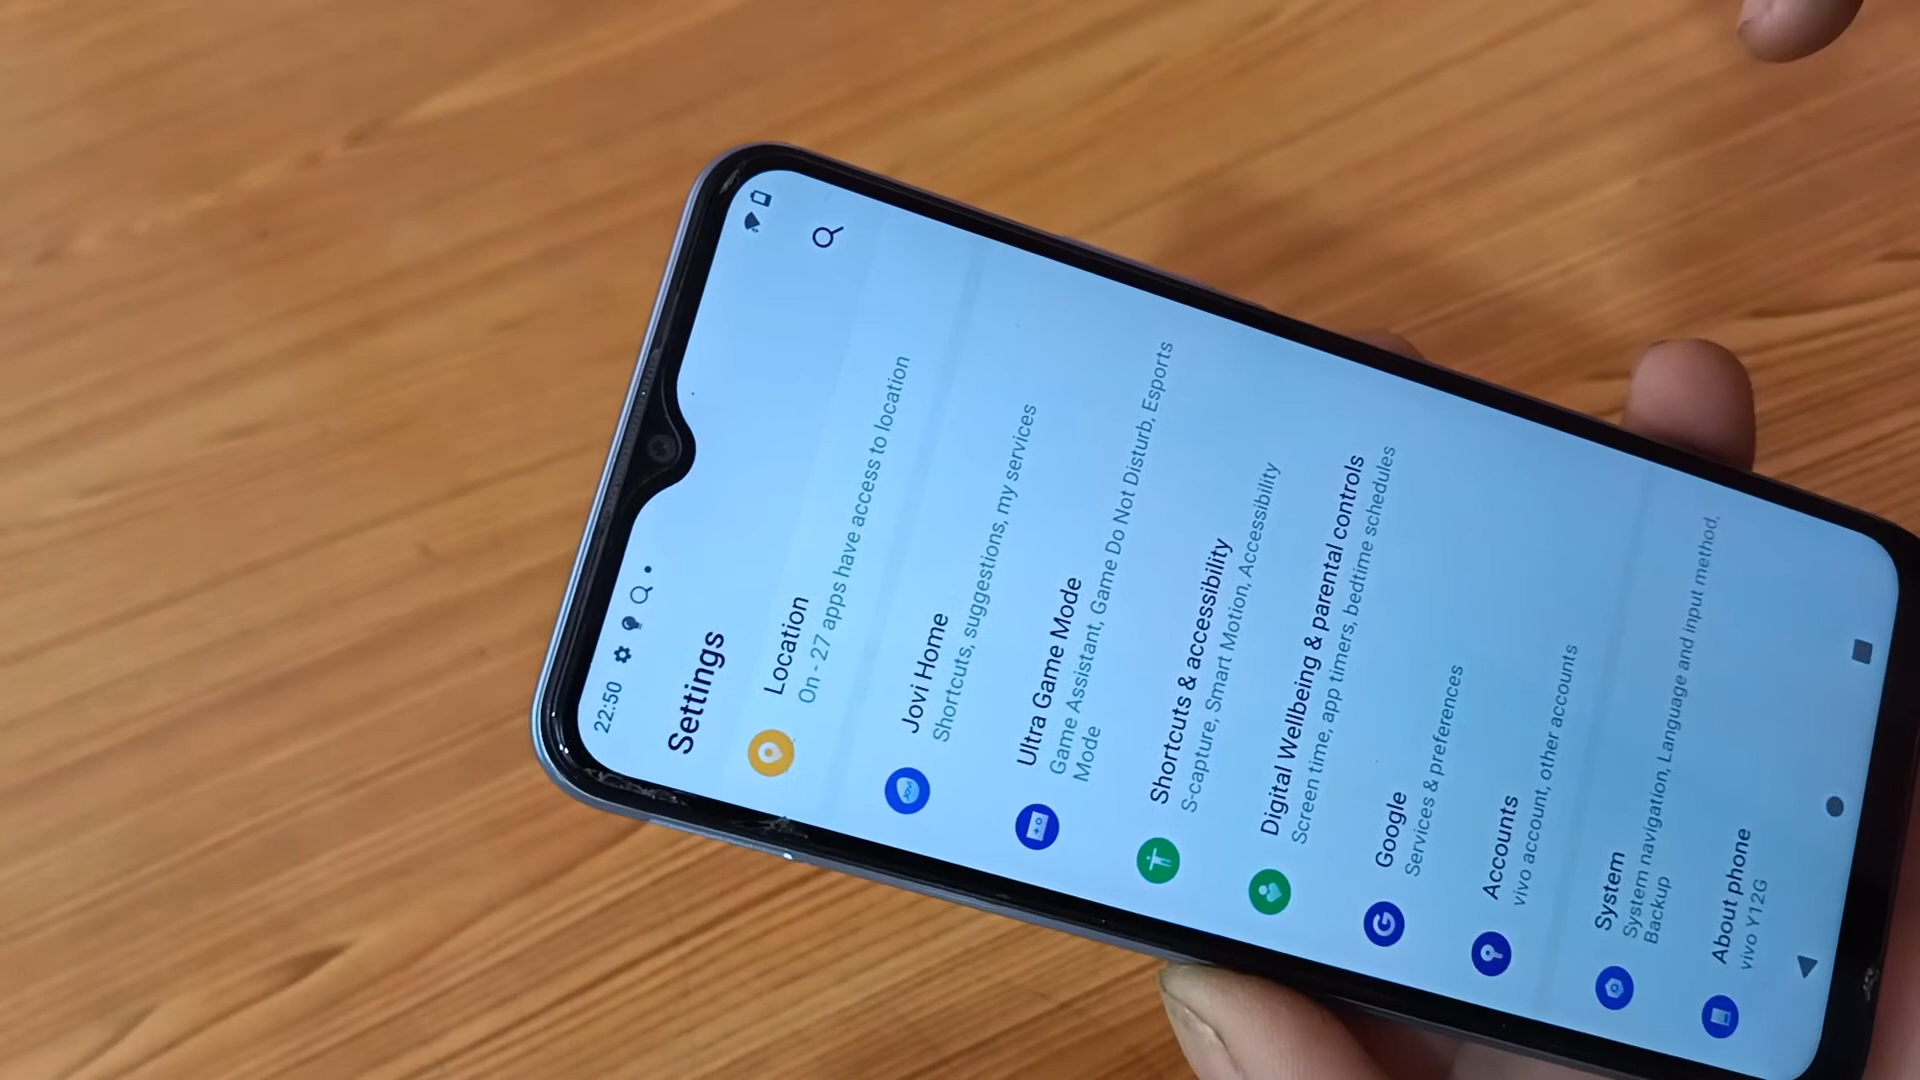 22:50
Settings
Location
On - 27 apps have access to location
Jovi Home
Shortcuts, suggestions, my services
Ultra Game Mode
Game Assistant, Game Do Not Disturb, Esports
Mode
Shortcuts & accessibility
S-capture, Smart Motion, Accessibility
Digital Wellbeing & parental controls
Screen time, app timers, bedtime schedules
Google
Services & preferences
Accounts
vivo account, other accounts
System
System navigation, Language and input method,
Backup
About phone
vivo Y12G